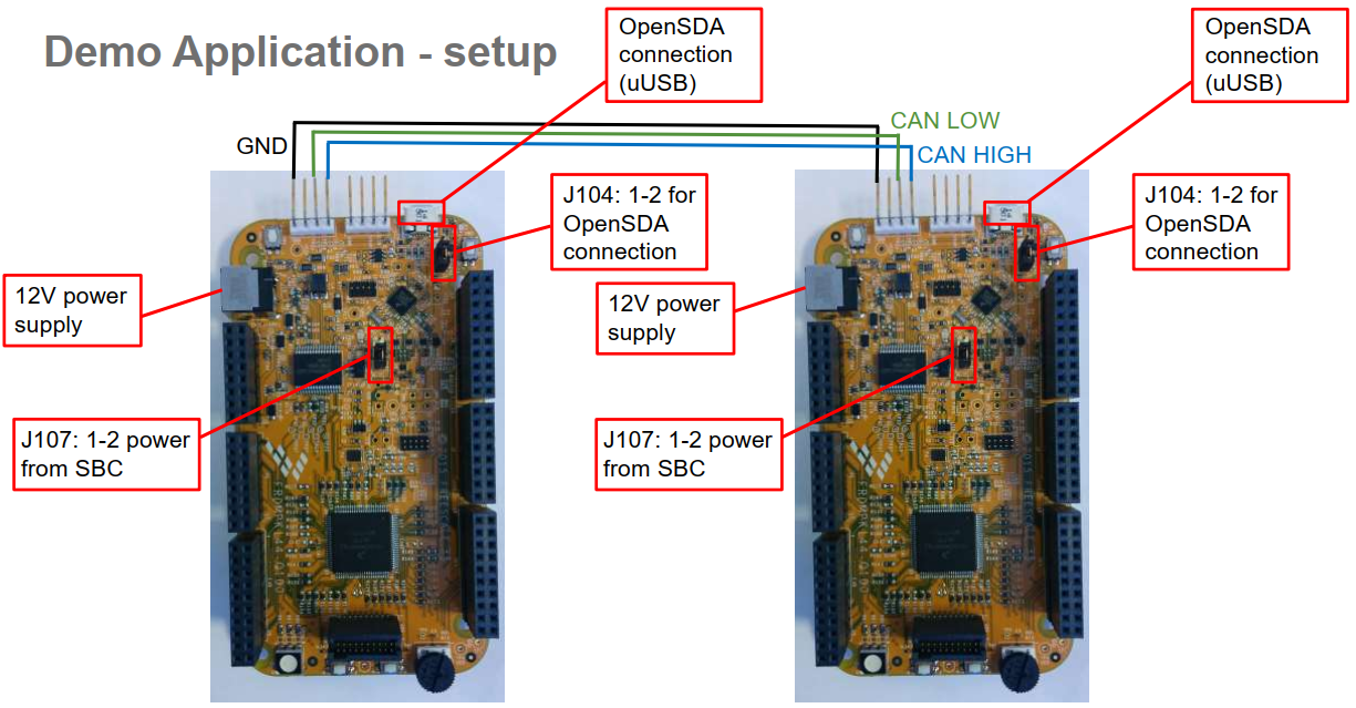 Demo Application - setup
OpenSDA
connection
(uUSB)
OpenSDA
connection
(uUSB)
GND
CAN LOW
CAN HIGH
J104: 1-2 for
OpenSDA
connection
J104: 1-2 for
OpenSDA
connection
12V power
supply
12V power
supply
J107: 1-2 power
from SBC
J107: 1-2 power
from SBC